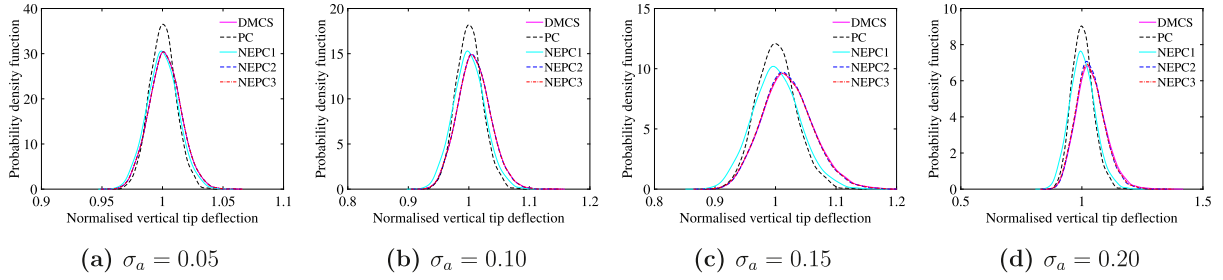 40
30
20
10
0
0.9
0.95
1
1.05
1.1
Probability density function
Normalised vertical tip deflection
DMCS
PC
NEPC1
NEPC2
NEPC3
(a) σₐ = 0.05
20
15
10
5
0
0.8
0.9
1
1.1
1.2
Probability density function
Normalised vertical tip deflection
DMCS
PC
NEPC1
NEPC2
NEPC3
(b) σₐ = 0.10
15
10
5
0
0.8
0.9
1
1.1
1.2
Probability density function
Normalised vertical tip deflection
DMCS
PC
NEPC1
NEPC2
NEPC3
(c) σₐ = 0.15
10
8
6
4
2
0
0.5
1
1.5
Probability density function
Normalised vertical tip deflection
DMCS
PC
NEPC1
NEPC2
NEPC3
(d) σₐ = 0.20